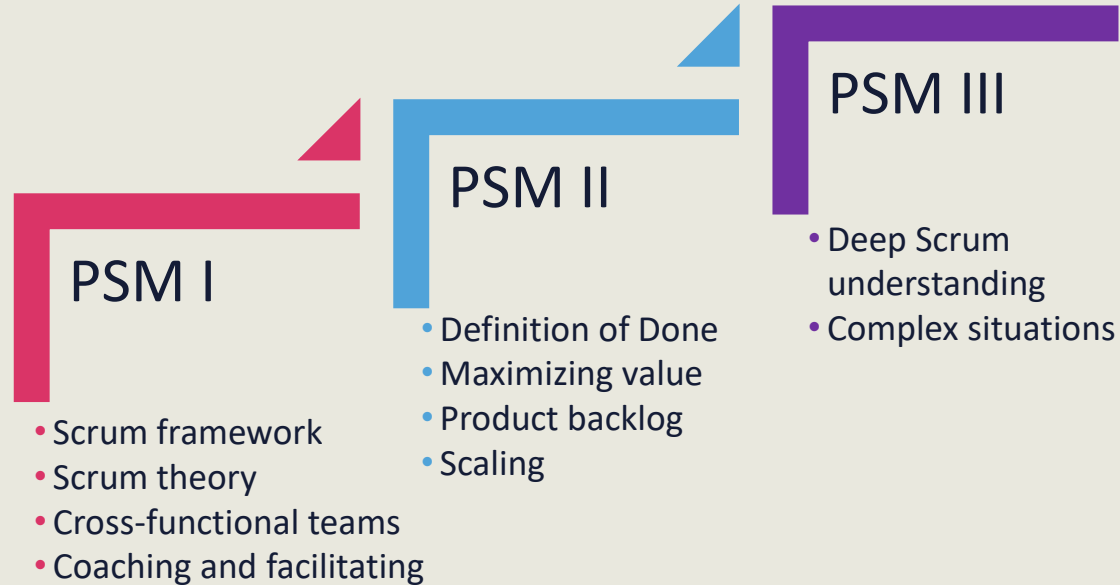 PSM I
• Scrum framework
• Scrum theory
• Cross-functional teams
• Coaching and facilitating
PSM II
• Definition of Done
• Maximizing value
• Product backlog
• Scaling
PSM III
• Deep Scrum
understanding
• Complex situations